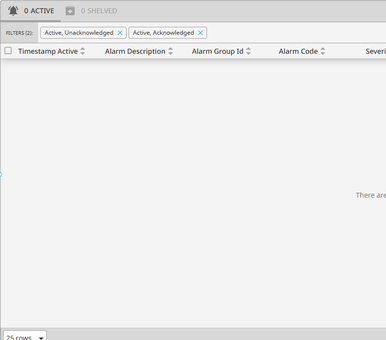 0 ACTIVE 0 SHELVED
FILTERS (2) Active, Unacknowledged Active, Acknowledged
Timestamp Active Alarm Description Alarm Group Id Alarm Code Severi
There are
25 rows